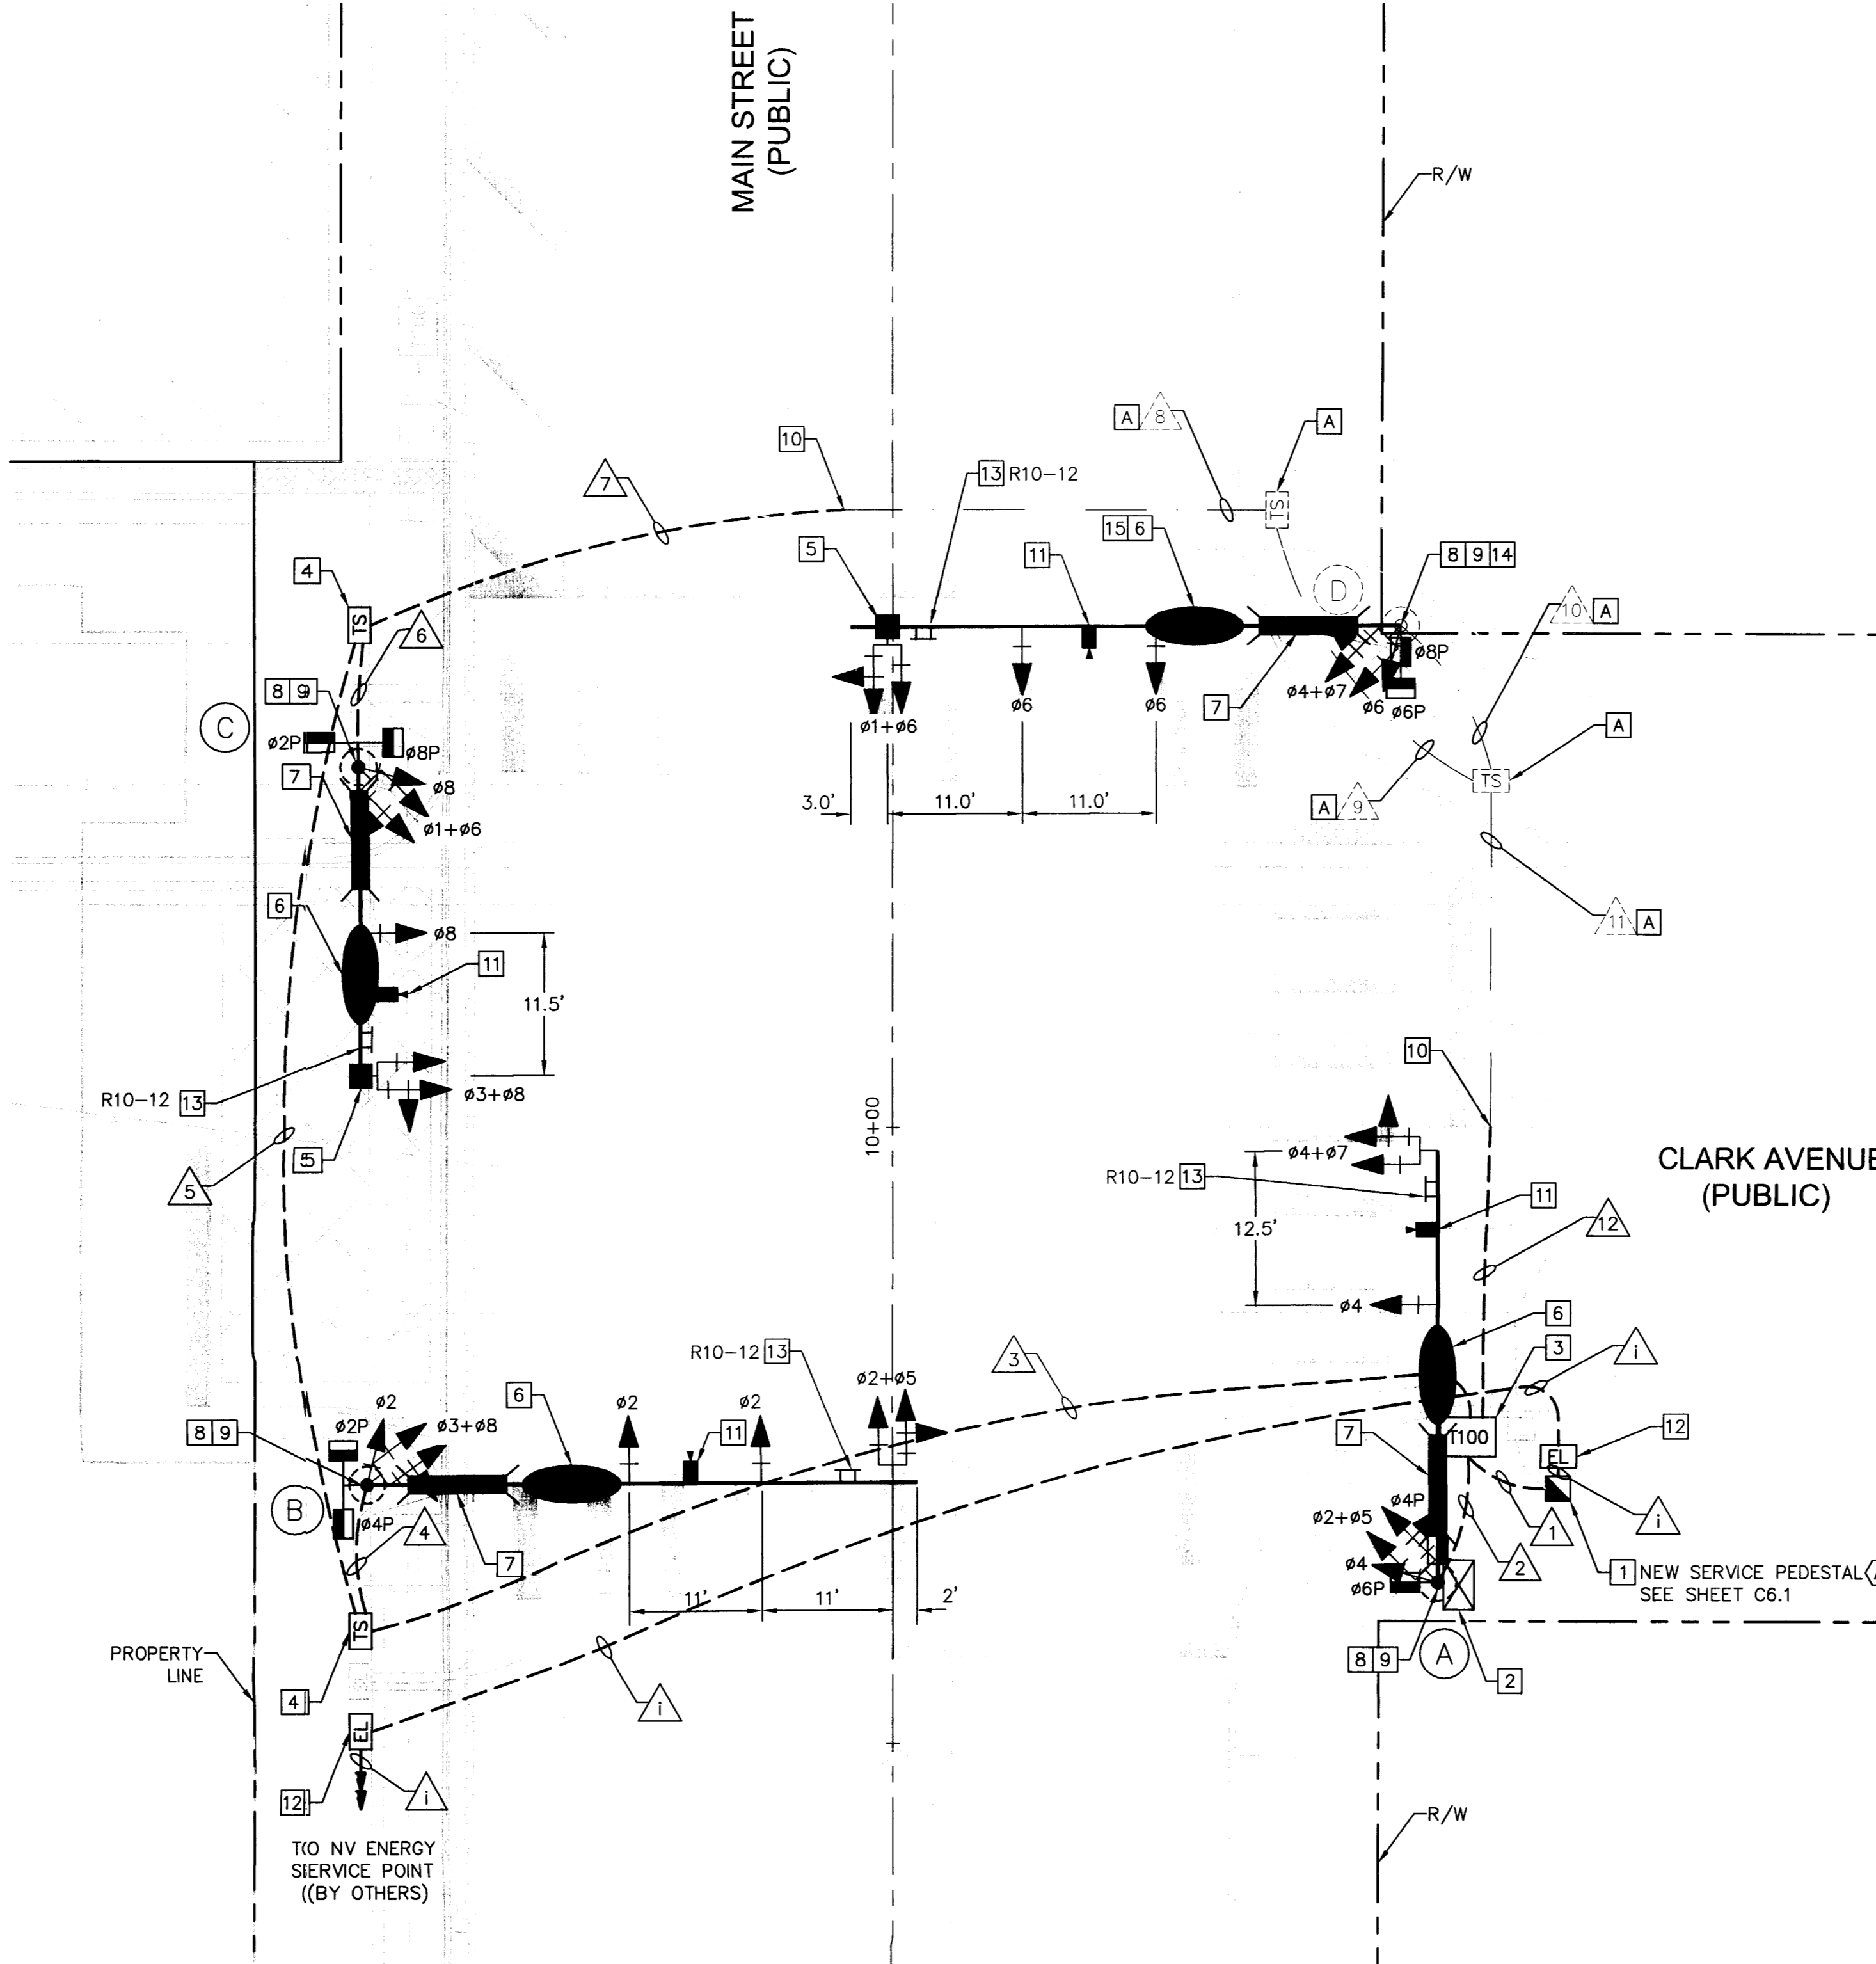 MAIN STREET
(PUBLIC)
R/W
A 8
A
10
13 R10-12
7
15 6
5
11
8 9 14
4
TS
TS
D
10 A
6
8 9
C
ø2P
ø8P
7
ø8
ø1+ø6
ø1+ø6
ø6
ø6
7
ø4+ø7
ø6
ø6P
ø8P
A
TS
A 9
3.0'
11.0'
11.0'
6
ø8
11
11.5'
11 A
R10-12 13
ø3+ø8
5
5
10+00
10
ø4+ø7
R10-12 13
11
12.5'
12
CLARK AVENUE
(PUBLIC)
ø4
6
3
i
R10-12 13
3
ø2+ø5
ø2
ø2
6
11
8 9
ø2P
ø2
ø3+ø8
B
ø4P
4
7
7
T100
EL
12
ø4P
ø2+ø5
ø4
ø6P
1
2
i
1 NEW SERVICE PEDESTAL
SEE SHEET C6.1
11'
11'
2'
TS
PROPERTY
LINE
4
8 9
A
2
EL
i
12
i
R/W
TO NV ENERGY
SERVICE POINT
(BY OTHERS)